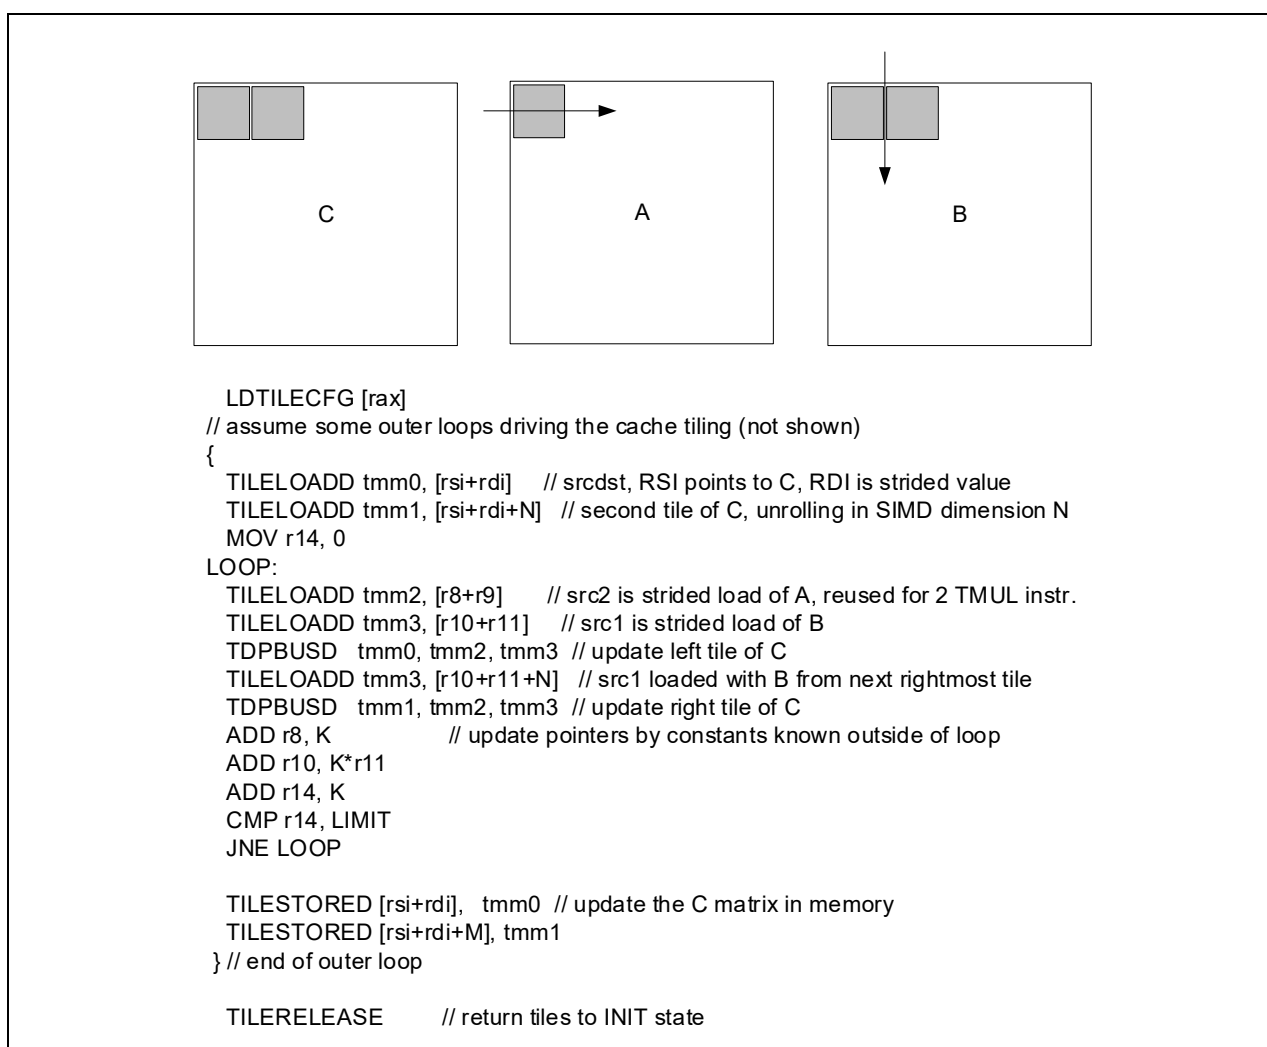 C A B
LDTILECFG [rax]
// assume some outer loops driving the cache tiling (not shown)
{
TILELOADD tmm0, [rsi+rdi] // srcdst, RSI points to C, RDI is strided value
TILELOADD tmm1, [rsi+rdi+N] // second tile of C, unrolling in SIMD dimension N
MOV r14, 0
LOOP:
TILELOADD tmm2, [r8+r9] // src2 is strided load of A, reused for 2 TMUL instr.
TILELOADD tmm3, [r10+r11] // src1 is strided load of B
TDPBUSD tmm0, tmm2, tmm3 // update left tile of C
TILELOADD tmm3, [r10+r11+N] // src1 loaded with B from next rightmost tile
TDPBUSD tmm1, tmm2, tmm3 // update right tile of C
ADD r8, K // update pointers by constants known outside of loop
ADD r10, K*r11
ADD r14, K
CMP r14, LIMIT
JNE LOOP
TILESTORED [rsi+rdi], tmm0 // update the C matrix in memory
TILESTORED [rsi+rdi+M], tmm1
} // end of outer loop
TILERELEASE // return tiles to INIT state